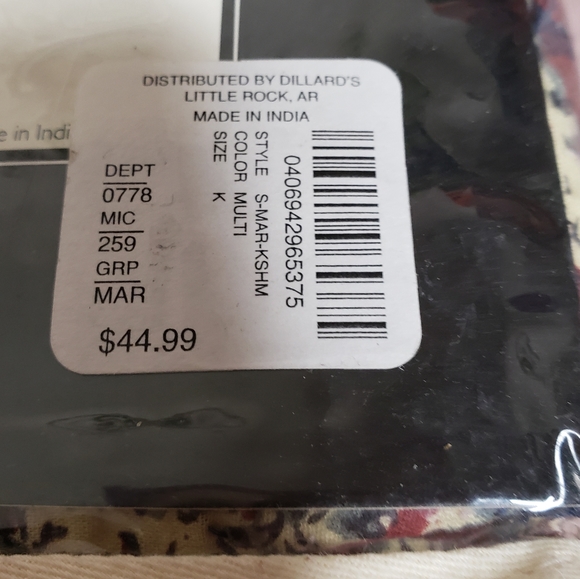 e in Indi
DISTRIBUTED BY DILLARD'S
LITTLE ROCK, AR
MADE IN INDIA
DEPT
0778
MIC
259
GRP
MAR
$44.99
0406942965375
STYLE S-MAR-KSHM
COLOR MULTI
SIZE K